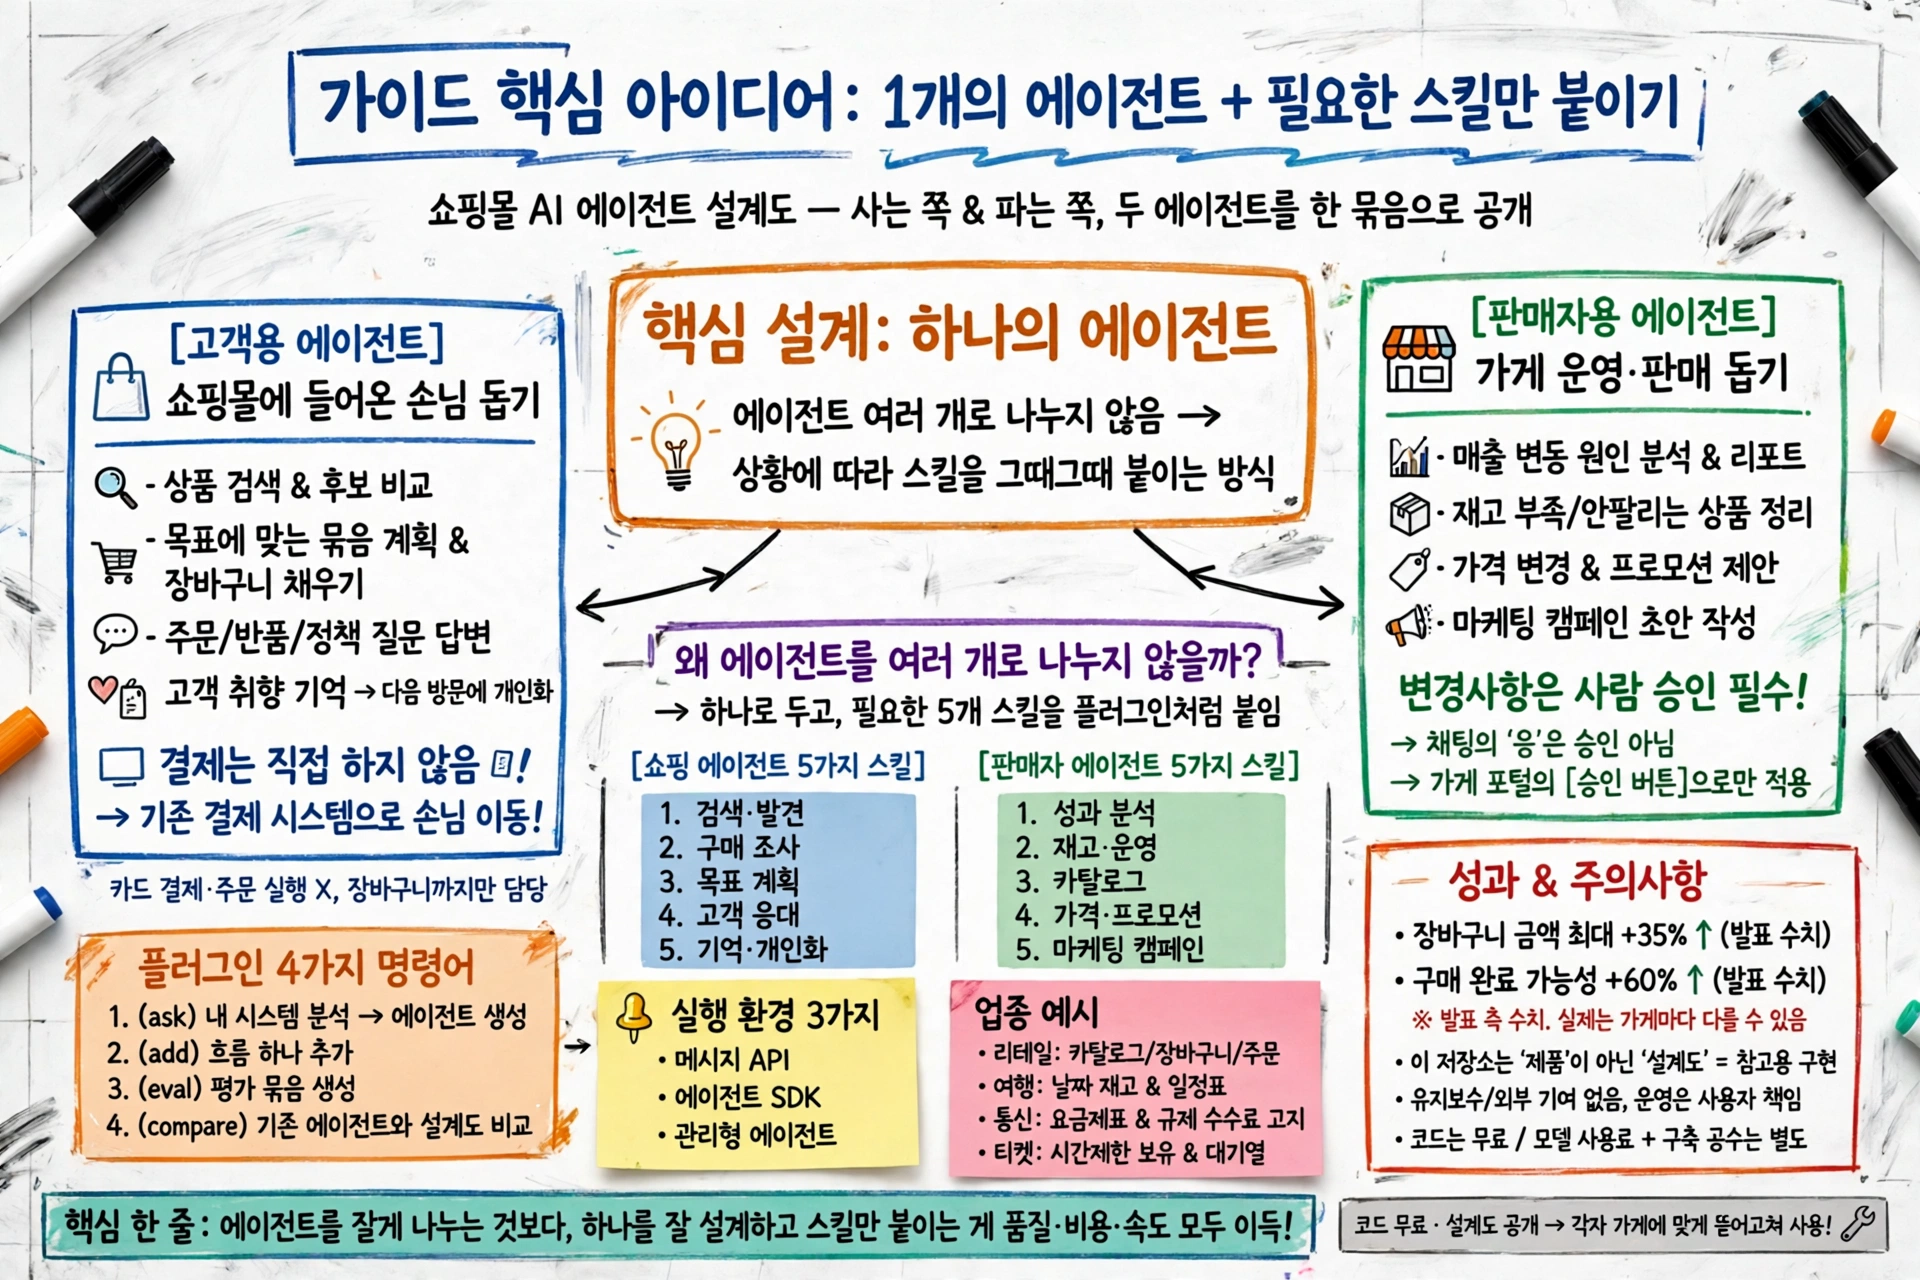 가이드 핵심 아이디어: 1개의 에이전트 + 필요한 스킬만 붙이기
쇼핑몰 AI 에이전트 설계도 — 사는 쪽 & 파는 쪽, 두 에이전트를 한 묶음으로 공개
[고객용 에이전트]
쇼핑몰에 들어온 손님 돕기
- 상품 검색 & 후보 비교
- 목표에 맞는 묶음 계획 &
장바구니 채우기
- 주문/반품/정책 질문 답변
고객 취향 기억 → 다음 방문에 개인화
결제는 직접 하지 않음 !
→ 기존 결제 시스템으로 손님 이동!
카드 결제·주문 실행 X, 장바구니까지만 담당
핵심 설계: 하나의 에이전트
에이전트 여러 개로 나누지 않음 →
상황에 따라 스킬을 그때그때 붙이는 방식
[판매자용 에이전트]
가게 운영·판매 돕기
· 매출 변동 원인 분석 & 리포트
· 재고 부족/안팔리는 상품 정리
· 가격 변경 & 프로모션 제안
· 마케팅 캠페인 초안 작성
변경사항은 사람 승인 필수!
→ 채팅의 '응'은 승인 아님
→ 가게 포털의 [승인 버튼]으로만 적용
왜 에이전트를 여러 개로 나누지 않을까?
→ 하나로 두고, 필요한 5개 스킬을 플러그인처럼 붙임
[쇼핑 에이전트 5가지 스킬]
1. 검색·발견
2. 구매 조사
3. 목표 계획
4. 고객 응대
5. 기억·개인화
[판매자 에이전트 5가지 스킬]
1. 성과 분석
2. 재고·운영
3. 카탈로그
4. 가격·프로모션
5. 마케팅 캠페인
플러그인 4가지 명령어
1. (ask) 내 시스템 분석 → 에이전트 생성
2. (add) 흐름 하나 추가
3. (eval) 평가 묶음 생성
4. (compare) 기존 에이전트와 설계도 비교
실행 환경 3가지
• 메시지 API
• 에이전트 SDK
• 관리형 에이전트
업종 예시
• 리테일: 카탈로그/장바구니/주문
• 여행: 날짜 재고 & 일정표
• 통신: 요금제표 & 규제 수수료 고지
• 티켓: 시간제한 보유 & 대기열
성과 & 주의사항
• 장바구니 금액 최대 +35% ↑ (발표 수치)
• 구매 완료 가능성 +60% ↑ (발표 수치)
※ 발표 측 수치. 실제는 가게마다 다를 수 있음
• 이 저장소는 '제품'이 아닌 '설계도' = 참고용 구현
• 유지보수/외부 기여 없음, 운영은 사용자 책임
• 코드는 무료 / 모델 사용료 + 구축 공수는 별도
핵심 한 줄 : 에이전트를 잘게 나누는 것보다, 하나를 잘 설계하고 스킬만 붙이는 게 품질·비용·속도 모두 이득!
코드 무료 · 설계도 공개 → 각자 가게에 맞게 뜯어고쳐 사용!